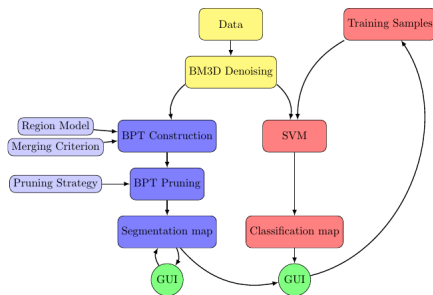 Data
Training Samples
BM3D Denoising
Region Model
Merging Criterion
BPT Construction
SVM
Pruning Strategy
BPT Pruning
Segmentation map
Classification map
GUI
GUI